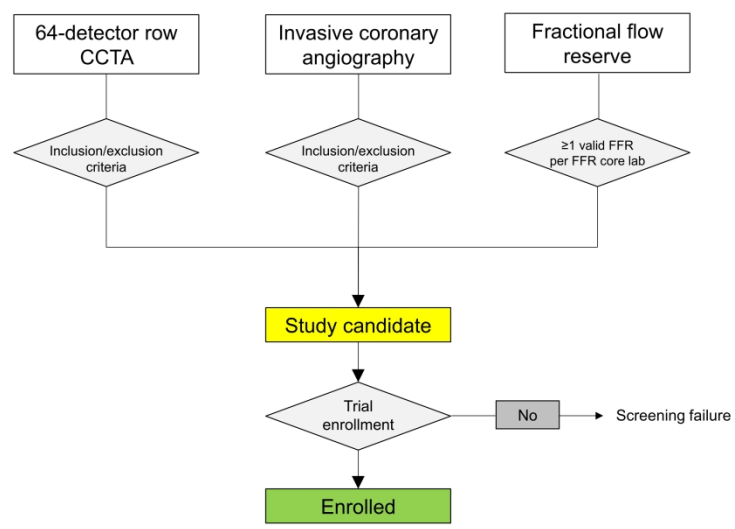 64-detector row
CCTA
Invasive coronary
angiography
Fractional flow
reserve
Inclusion/exclusion
criteria
Inclusion/exclusion
criteria
≥1 valid FFR
per FFR core lab
Study candidate
Trial
enrollment
No
Screening failure
Enrolled